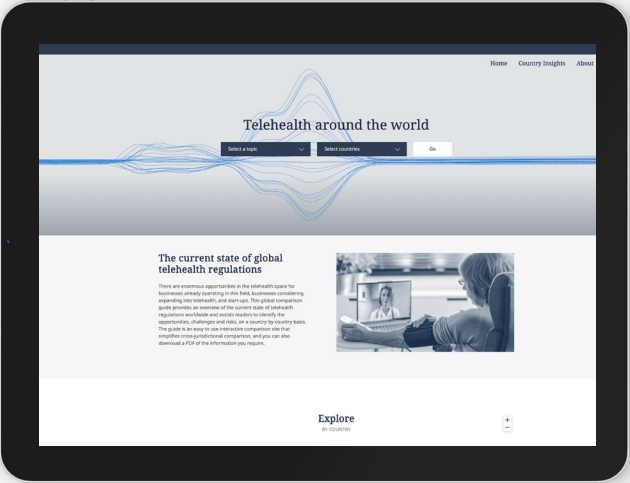 Home Country Insights About
Telehealth around the world
Select a topic Select countries Go
The current state of global
telehealth regulations
There are enormous opportunities in the telehealth space for
businesses already operating in this field, businesses considering
expanding into telehealth, and start-ups. This global comparison
guide provides an overview of the current state of telehealth
regulations worldwide and assists readers to identify the
opportunities, challenges and risks, on a country-by-country basis.
The guide is an easy to use interactive comparison site that
simplifies cross-jurisdictional comparison, and you can also
download a PDF of the information you require.
Explore
BY COUNTRY
+
−